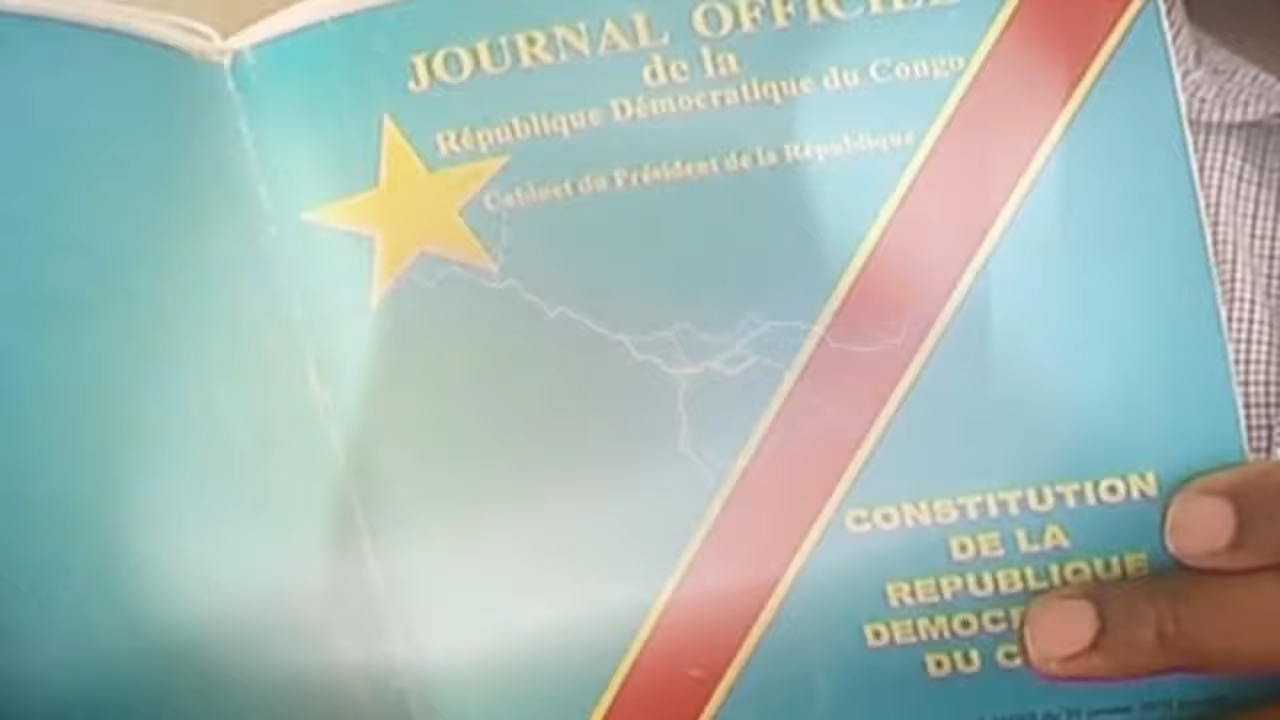 JOURNAL OFFICIEL
de la
République Démocratique du Congo
Cabinet du Président de la République
CONSTITUTION
DE LA
REPUBLIQUE
DEMOC
DU C